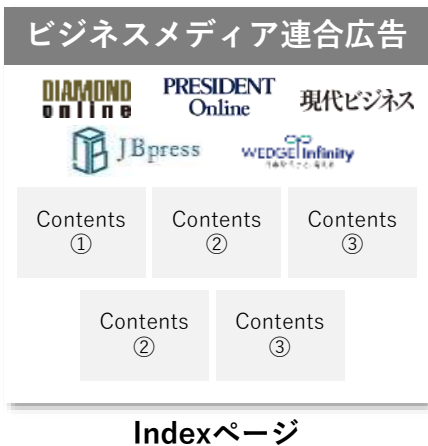 ビジネスメディア連合広告
DIAMOND online
PRESIDENT Online
現代ビジネス
JBpress
WEDGE Infinity
Contents ①
Contents ②
Contents ③
Contents ②
Contents ③
Indexページ